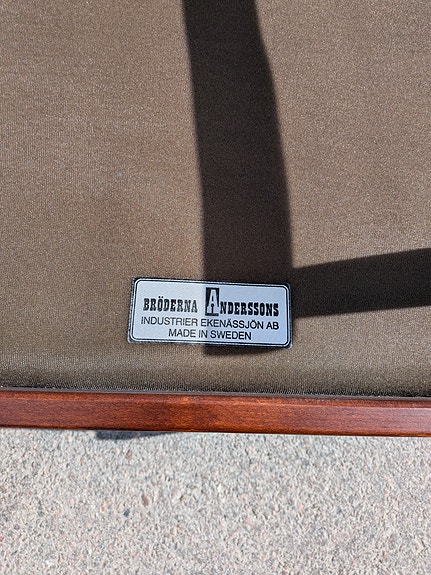 BRÖDERNA ANDERSSONS
INDUSTRIER EKENÄSSJÖN AB
MADE IN SWEDEN